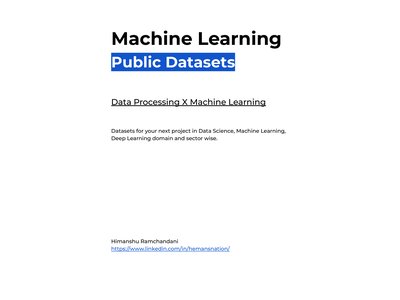 Machine Learning
Public Datasets
Data Processing X Machine Learning
Datasets for your next project in Data Science, Machine Learning,
Deep Learning domain and sector wise.
Himanshu Ramchandani
https://www.linkedin.com/in/hemansnation/